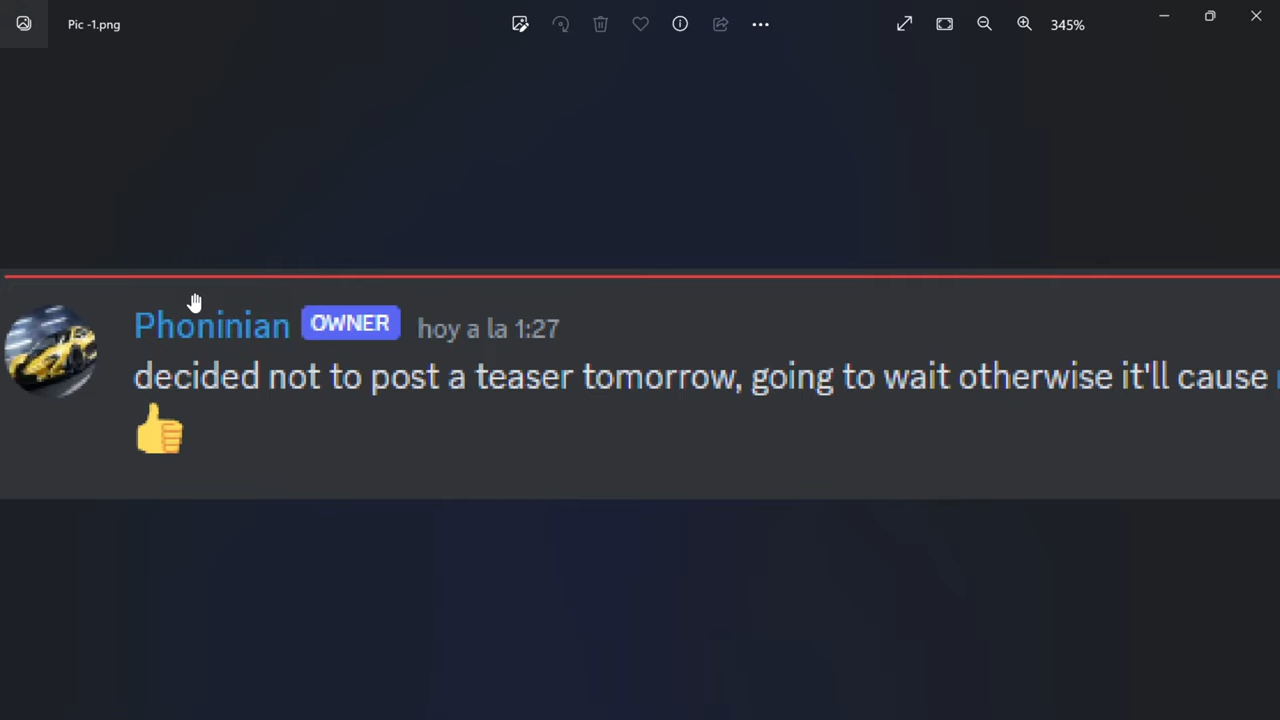 Pic -1.png
345%
Phoninian OWNER hoy a la 1:27
decided not to post a teaser tomorrow, going to wait otherwise it'll cause